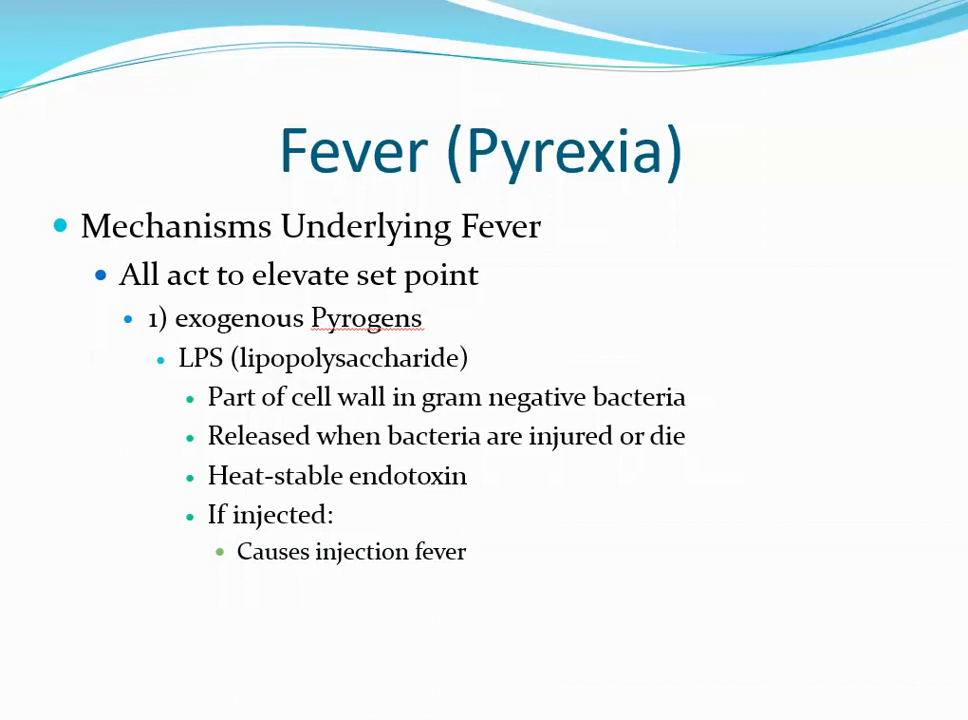 Fever (Pyrexia)
Mechanisms Underlying Fever
All act to elevate set point
1) exogenous Pyrogens
LPS (lipopolysaccharide)
Part of cell wall in gram negative bacteria
Released when bacteria are injured or die
Heat-stable endotoxin
If injected:
Causes injection fever